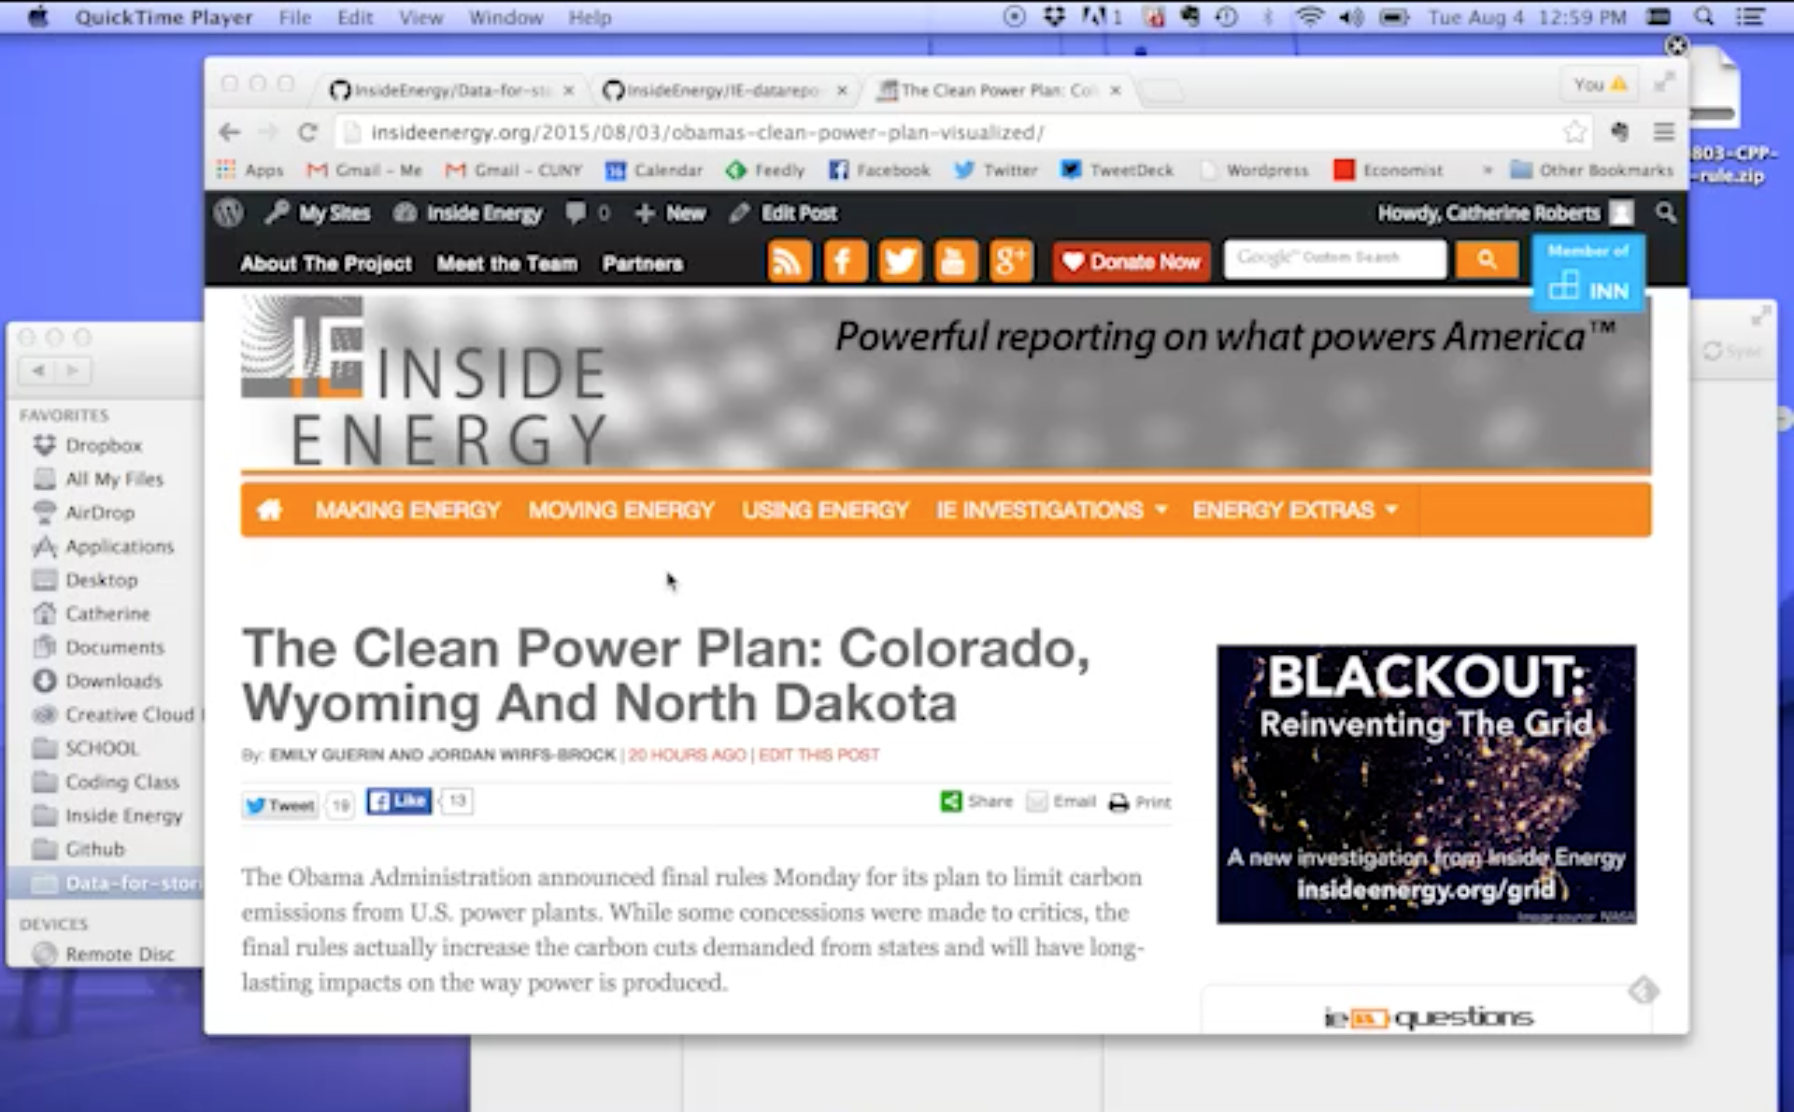 QuickTime Player File Edit View Window Help
1 Tue Aug 4 12:59 PM
InsideEnergy/Data-for-sto
InsideEnergy/IE-datarepo
The Clean Power Plan: Col
You
insideenergy.org/2015/08/03/obamas-clean-power-plan-visualized/
803-CPP-
-rule.zip
Apps Gmail - Me Gmail - CUNY Calendar Feedly Facebook Twitter TweetDeck Wordpress Economist » Other Bookmarks
My Sites Inside Energy 0 + New Edit Post Howdy, Catherine Roberts
About The Project Meet the Team Partners
Donate Now
Google™ Custom Search
Member of
INN
IE INSIDE
ENERGY
Powerful reporting on what powers America™
Sync
MAKING ENERGY MOVING ENERGY USING ENERGY IE INVESTIGATIONS ENERGY EXTRAS
FAVORITES
Dropbox
All My Files
AirDrop
Applications
Desktop
Catherine
Documents
Downloads
Creative Cloud
SCHOOL
Coding Class
Inside Energy
Github
Data-for-stori
DEVICES
Remote Disc
The Clean Power Plan: Colorado,
Wyoming And North Dakota
By: EMILY GUERIN AND JORDAN WIRFS-BROCK | 20 HOURS AGO | EDIT THIS POST
Tweet 19 Like 13 Share Email Print
The Obama Administration announced final rules Monday for its plan to limit carbon
emissions from U.S. power plants. While some concessions were made to critics, the
final rules actually increase the carbon cuts demanded from states and will have long-
lasting impacts on the way power is produced.
BLACKOUT:
Reinventing The Grid
A new investigation from Inside Energy
insideenergy.org/grid
Image source: NASA
ie questions